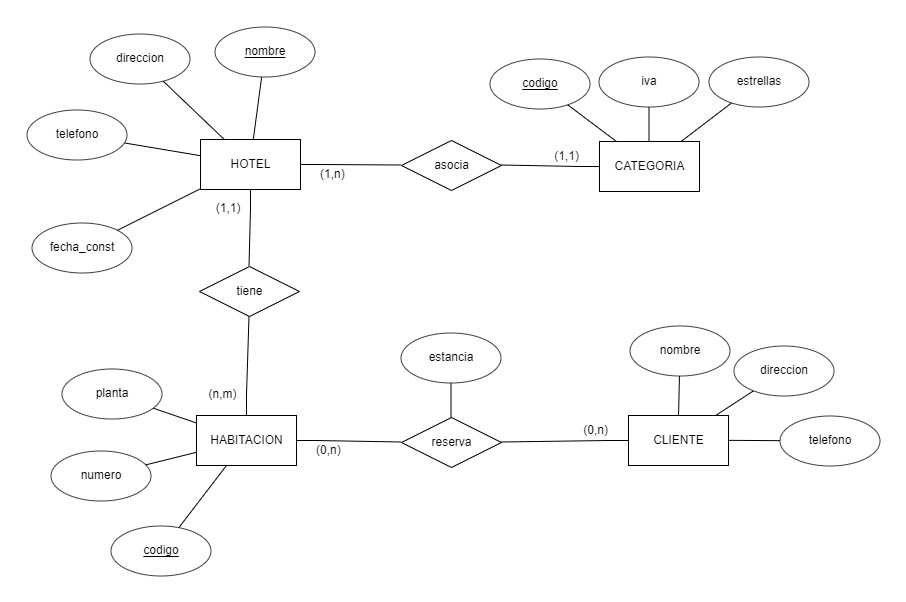 nombre
direccion
codigo
iva
estrellas
telefono
HOTEL
asocia
(1,1)
CATEGORIA
(1,n)
(1,1)
fecha_const
tiene
nombre
estancia
direccion
planta
(n,m)
HABITACION
(0,n)
reserva
(0,n)
CLIENTE
telefono
numero
codigo